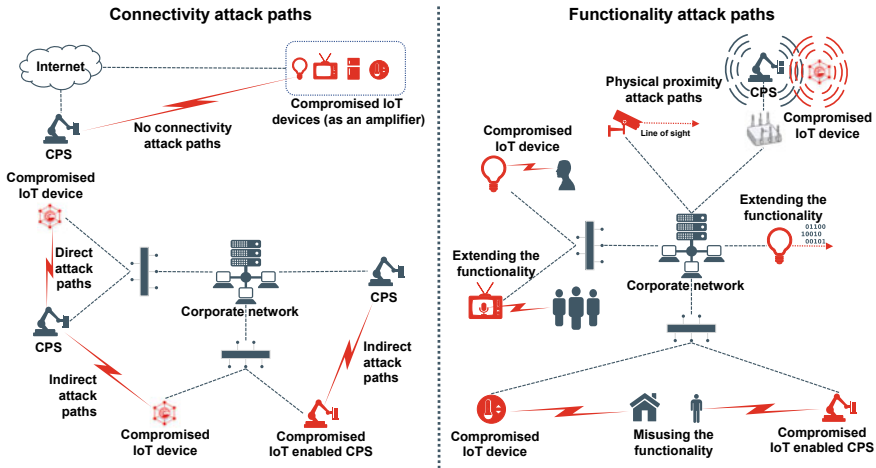 Connectivity attack paths
Internet
Compromised IoT
devices (as an amplifier)
No connectivity
attack paths
CPS
Compromised
IoT device
Direct
attack
paths
CPS
Corporate network
CPS
Indirect
attack
paths
Indirect attack
paths
Compromised
IoT device
Compromised
IoT enabled CPS
Functionality attack paths
Physical proximity
attack paths
CPS
Line of sight
Compromised
IoT device
Compromised
IoT device
Extending the
functionality
01100
10010
00101
Extending the
functionality
Corporate network
Compromised
IoT device
Misusing the
functionality
Compromised
IoT enabled CPS